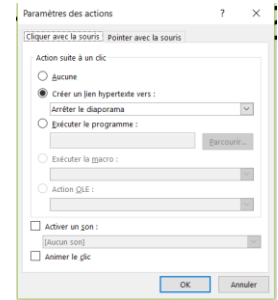 Paramètres des actions ? ×
Cliquer avec la souris Pointer avec la souris
Action suite à un clic
Aucune
Créer un lien hypertexte vers :
Arrêter le diaporama
Exécuter le programme :
Parcourir...
Exécuter la macro :
Action OLE :
Activer un son :
[Aucun son]
Animer le clic
OK Annuler